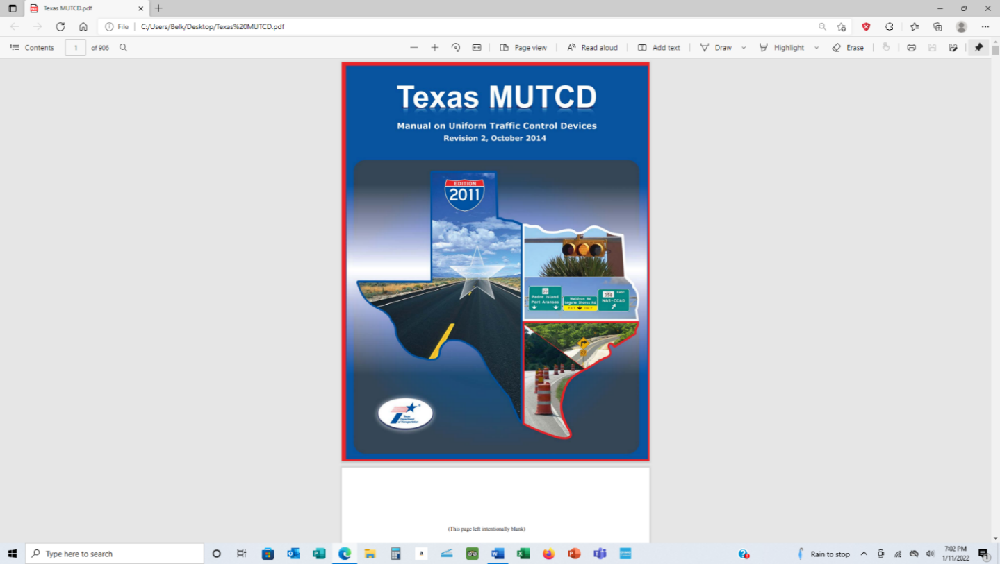 Texas MUTCD.pdf
File C:/Users/Belk/Desktop/Texas%20MUTCD.pdf
Contents 1 of 906 Page view Read aloud Add text Draw Highlight Erase
Texas MUTCD
Manual on Uniform Traffic Control Devices
Revision 2, October 2014
EDITION
2011
Padre Island
Port Aransas
Waldron Rd
Laguna Shores Rd
EXIT ONLY
358 EAST
NAS-CCAD
Texas
Department
of Transportation
(This page left intentionally blank)
Type here to search
Rain to stop
7:02 PM
1/11/2022
1